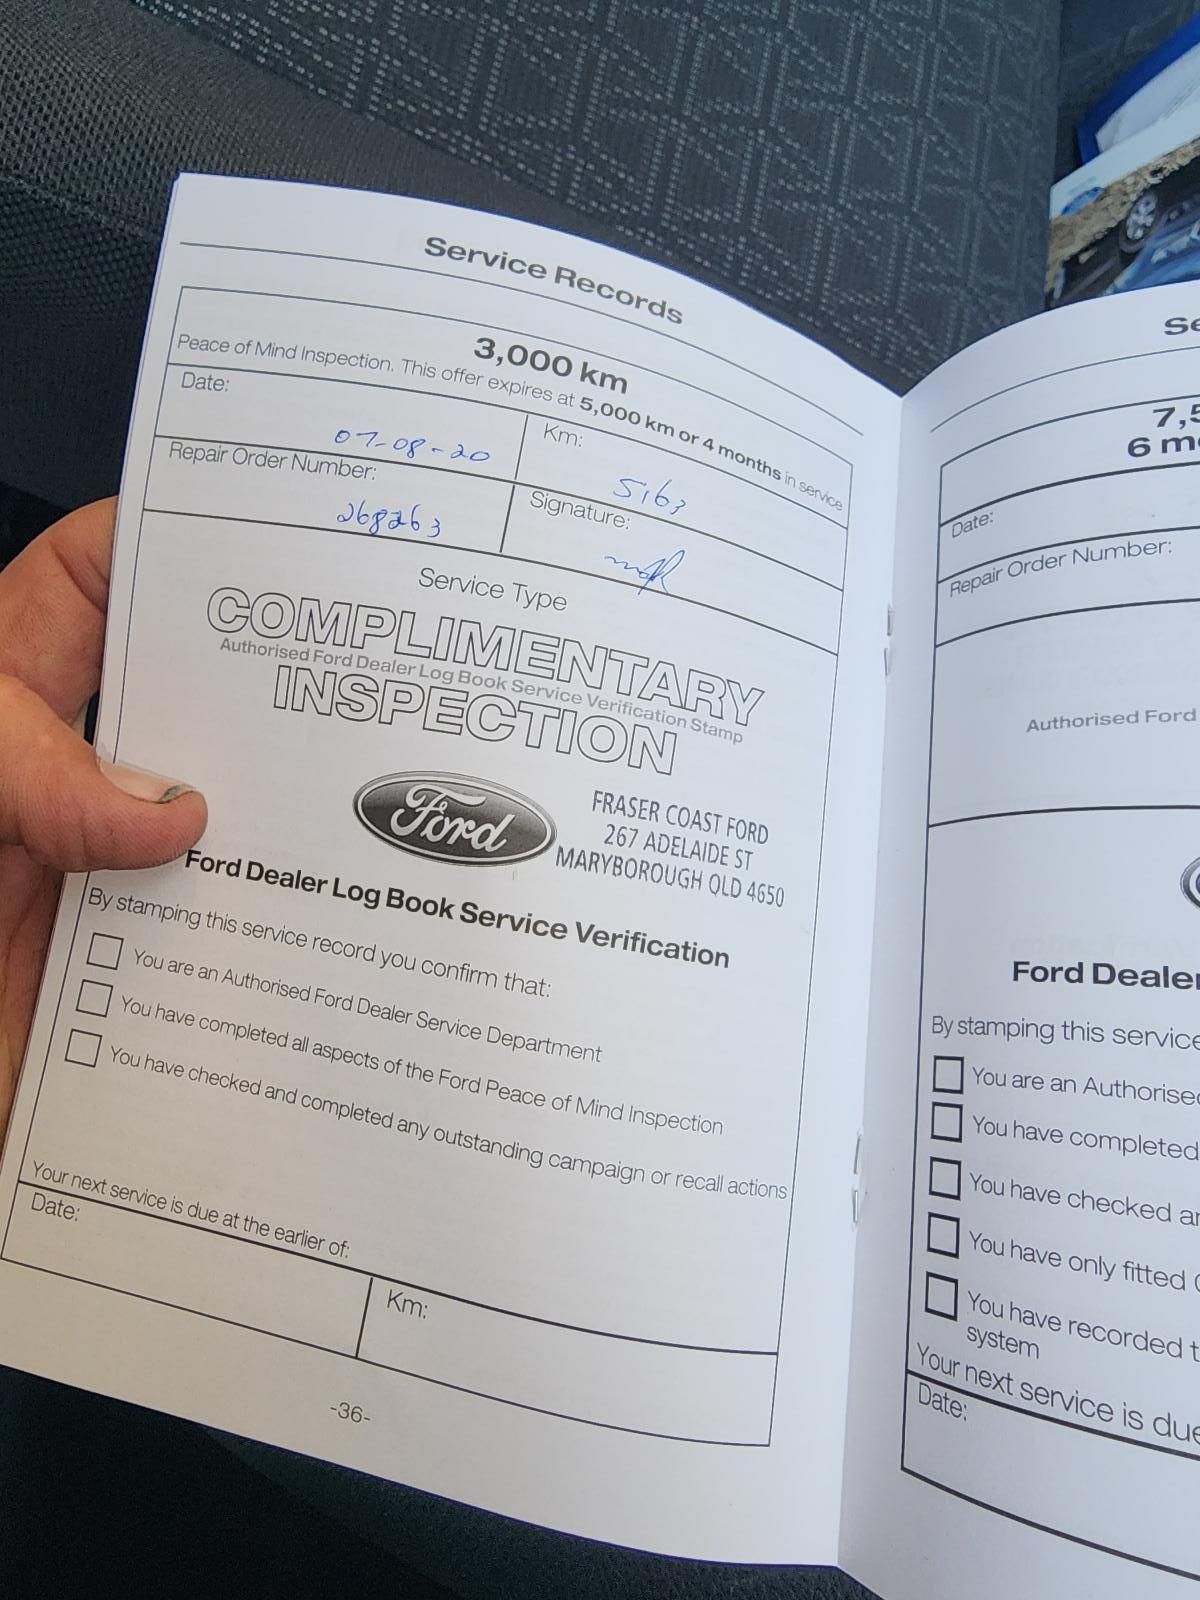 Service Records
3,000 km
Peace of Mind Inspection. This offer expires at 5,000 km or 4 months in service
Date:
07-08-20
Km:
5163
Repair Order Number:
268263
Signature:
Service Type
COMPLIMENTARY
Authorised Ford Dealer Log Book Service Verification Stamp
INSPECTION
Ford
FRASER COAST FORD
267 ADELAIDE ST
MARYBOROUGH QLD 4650
Ford Dealer Log Book Service Verification
By stamping this service record you confirm that:
You are an Authorised Ford Dealer Service Department
You have completed all aspects of the Ford Peace of Mind Inspection
You have checked and completed any outstanding campaign or recall actions
Your next service is due at the earlier of:
Date:
Km:
-36-
6
Date:
Repair Order Number:
Authorised Ford
Ford Dealer
By stamping this service
You are an Authorised
You have completed
You have checked
You have only fitted
You have recorded
system
Your next service is due
Date: